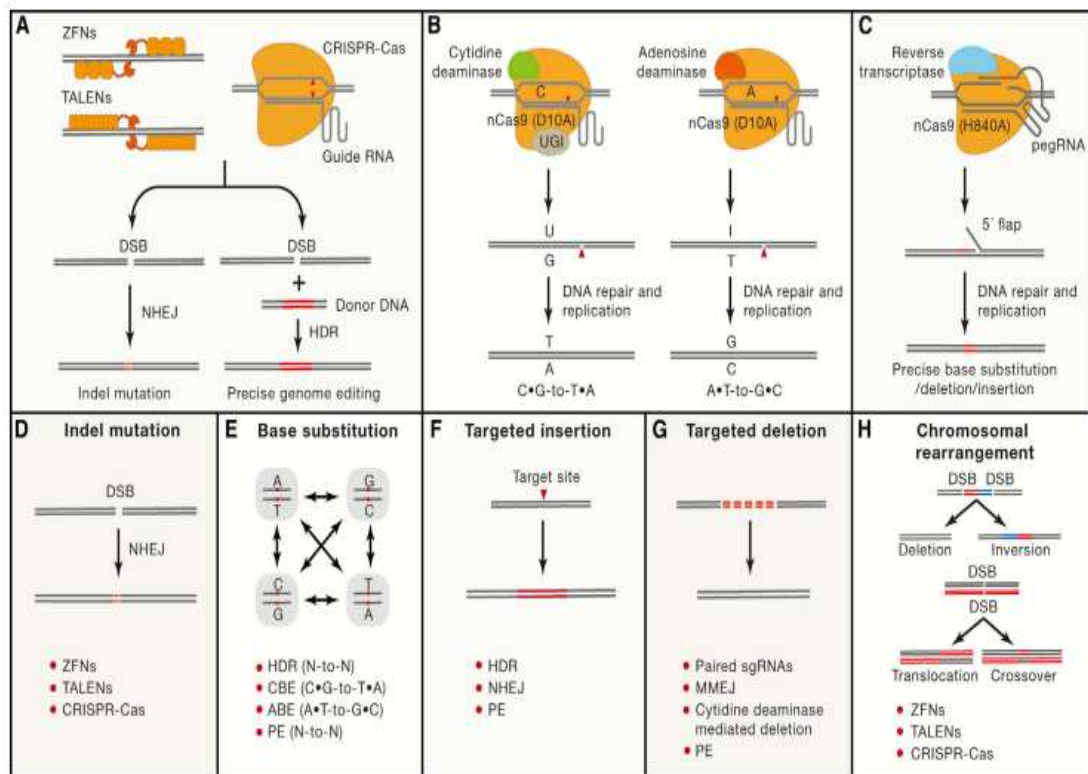 A
ZFNs
TALENs
CRISPR-Cas
Guide RNA
DSB
DSB
+
Donor DNA
NHEJ
HDR
Indel mutation
Precise genome editing
B
Cytidine
deaminase
C
nCas9 (D10A)
UGI
U
G
DNA repair and
replication
T
A
C•G-to-T•A
Adenosine
deaminase
A
nCas9 (D10A)
I
T
DNA repair and
replication
G
C
A•T-to-G•C
C
Reverse
transcriptase
nCas9 (H840A)
pegRNA
5´ flap
DNA repair and
replication
Precise base substitution
/deletion/insertion
D
Indel mutation
DSB
NHEJ
• ZFNs
• TALENs
• CRISPR-Cas
E
Base substitution
A
T
G
C
C
G
T
A
• HDR (N-to-N)
• CBE (C•G-to-T•A)
• ABE (A•T-to-G•C)
• PE (N-to-N)
F
Targeted insertion
Target site
• HDR
• NHEJ
• PE
G
Targeted deletion
• Paired sgRNAs
• MMEJ
• Cytidine deaminase
mediated deletion
• PE
H
Chromosomal
rearrangement
DSB DSB
Deletion
Inversion
DSB
DSB
Translocation
Crossover
• ZFNs
• TALENs
• CRISPR-Cas